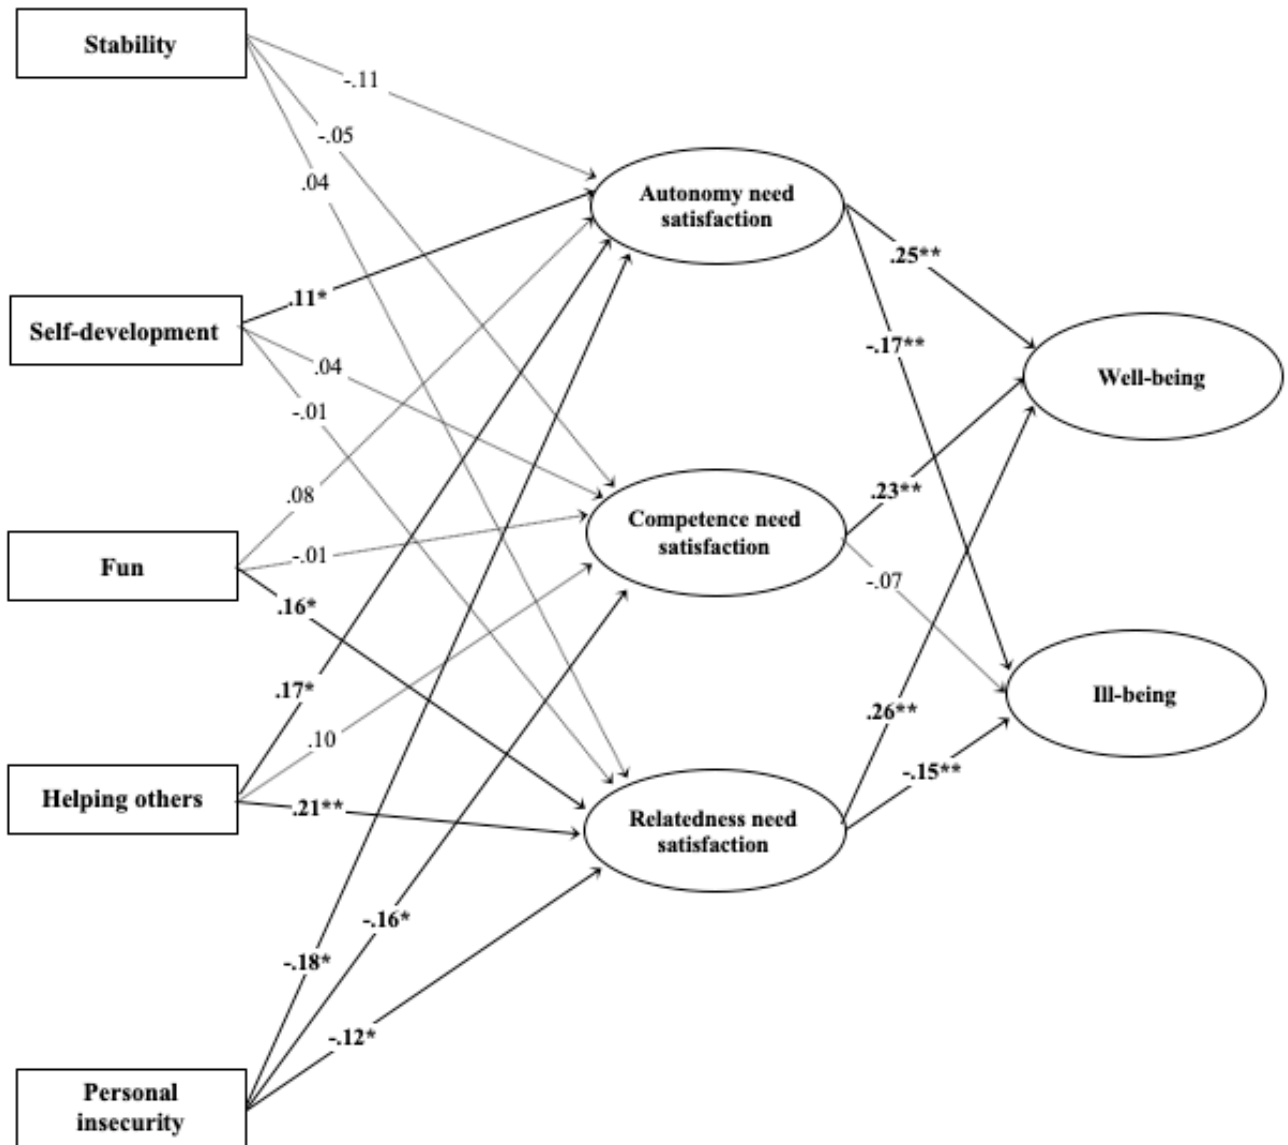 Stability
-.11
-.05
.04
Autonomy need
satisfaction
.25**
.11*
-.17**
Self-development
.04
-.01
Well-being
.08
Competence need
satisfaction
.23**
Fun
-.01
-.07
.16*
.17*
.10
.26**
Ill-being
-.15**
Helping others
.21**
Relatedness need
satisfaction
-.16*
-.18*
-.12*
Personal
insecurity